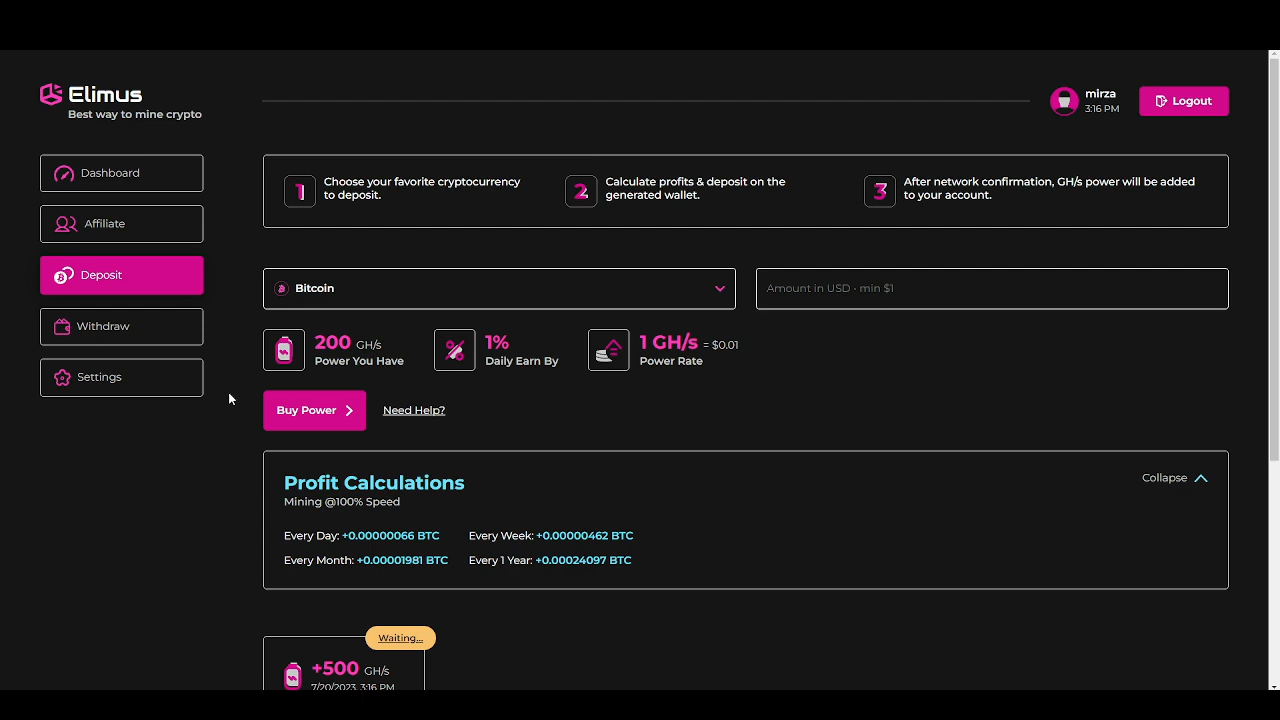 Elimus
Best way to mine crypto
mirza
3:16 PM
Logout
Dashboard
Affiliate
Deposit
Withdraw
Settings
1
Choose your favorite cryptocurrency
to deposit.
2
Calculate profits & deposit on the
generated wallet.
3
After network confirmation, GH/s power will be added
to your account.
Bitcoin
Amount in USD - min $1
200 GH/s
Power You Have
1%
Daily Earn By
1 GH/s = $0.01
Power Rate
Buy Power
Need Help?
Profit Calculations
Mining @100% Speed
Collapse
Every Day: +0.00000066 BTC
Every Week: +0.00000462 BTC
Every Month: +0.00001981 BTC
Every 1 Year: +0.00024097 BTC
Waiting...
+500 GH/s
7/20/2023, 3:16 PM